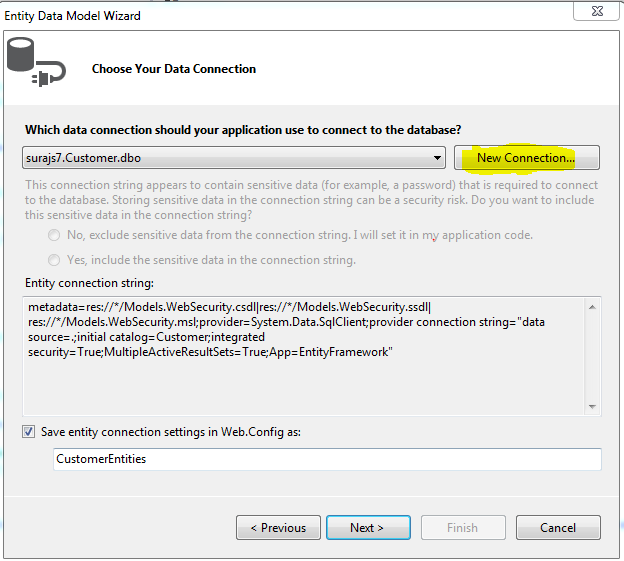 Entity Data Model Wizard
Choose Your Data Connection
Which data connection should your application use to connect to the database?
surajs7.Customer.dbo
New Connection...
This connection string appears to contain sensitive data (for example, a password) that is required to connect
to the database. Storing sensitive data in the connection string can be a security risk. Do you want to include
this sensitive data in the connection string?
No, exclude sensitive data from the connection string. I will set it in my application code.
Yes, include the sensitive data in the connection string.
Entity connection string:
metadata=res://*/Models.WebSecurity.csdl|res://*/Models.WebSecurity.ssdl|
res://*/Models.WebSecurity.msl;provider=System.Data.SqlClient;provider connection string="data
source=.;initial catalog=Customer;integrated
security=True;MultipleActiveResultSets=True;App=EntityFramework"
Save entity connection settings in Web.Config as:
CustomerEntities
< Previous
Next >
Finish
Cancel